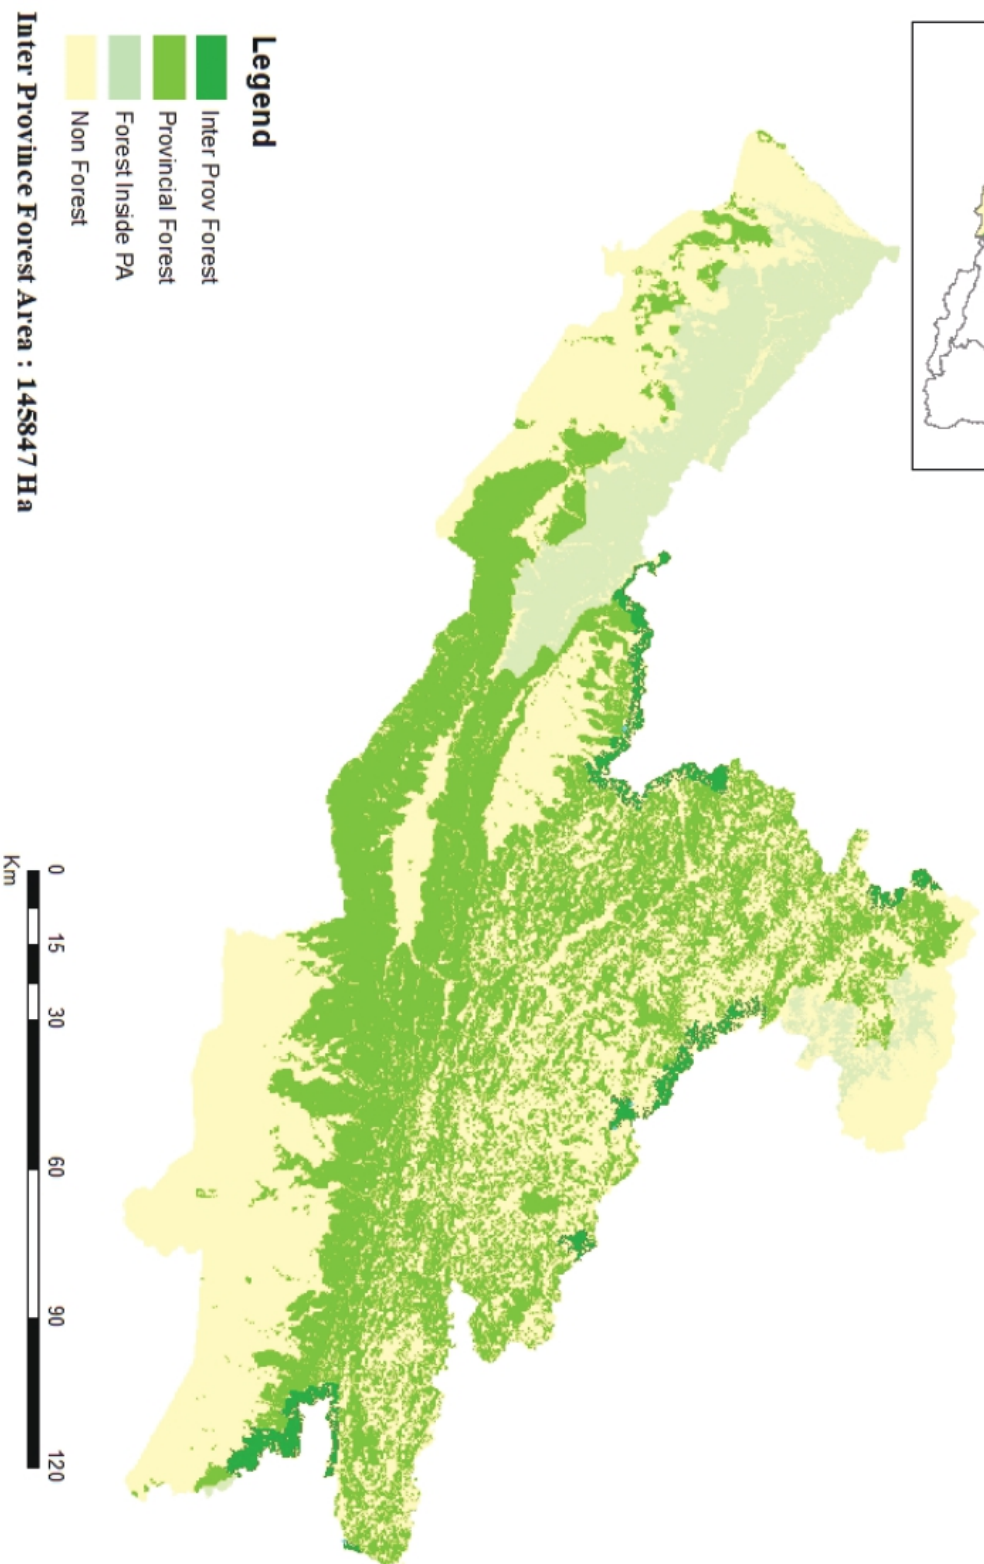 Legend
Inter Prov Forest
Provincial Forest
Forest Inside PA
Non Forest
Inter Province Forest Area : 145847 Ha
0 15 30 60 90 120
Km